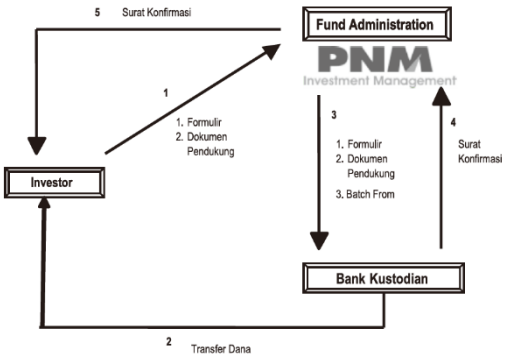 5 Surat Konfirmasi
Fund Administration
PNM
Investment Management
1
1. Formulir
2. Dokumen
Pendukung
3
1. Formulir
2. Dokumen
Pendukung
3. Batch From
4
Surat
Konfirmasi
Investor
Bank Kustodian
2 Transfer Dana